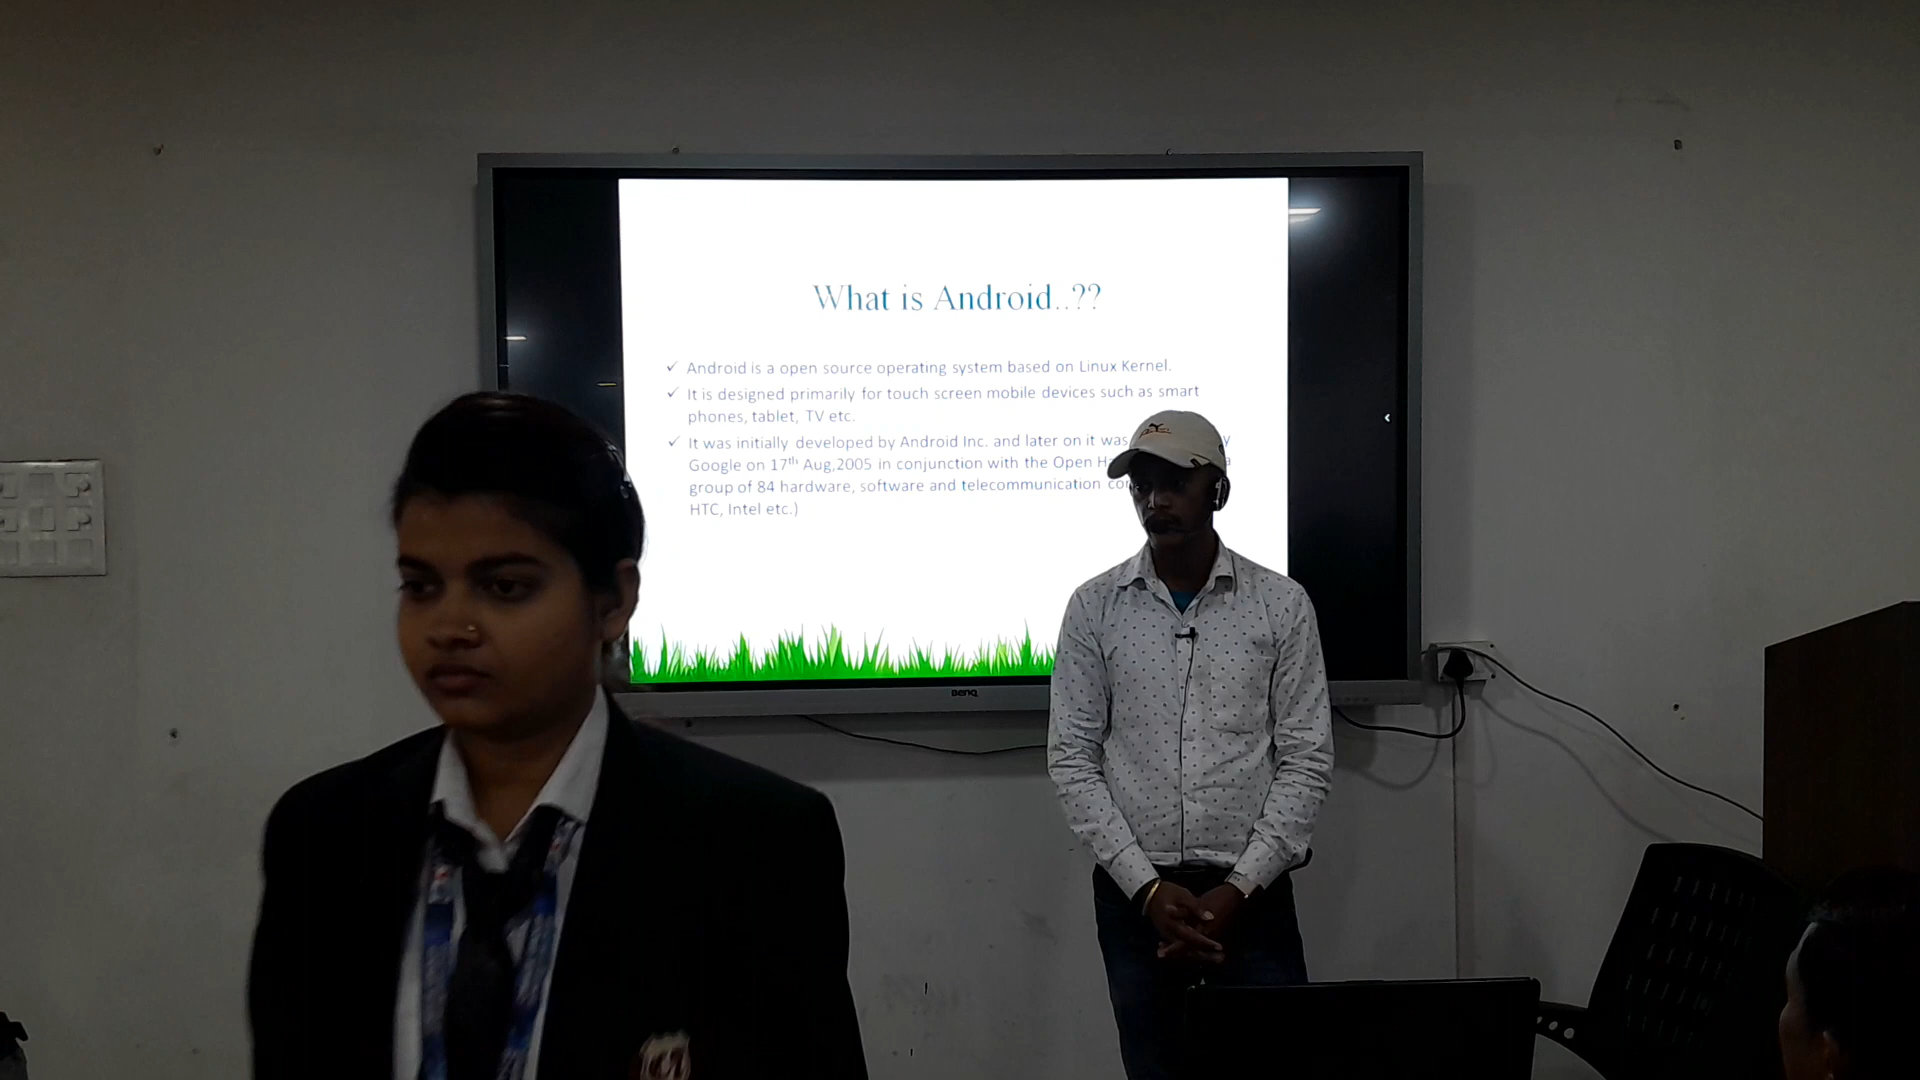 What is Android..??
✓ Android is a open source operating system based on Linux Kernel.
✓ It is designed primarily for touch screen mobile devices such as smart
phones, tablet, TV etc.
✓ It was initially developed by Android Inc. and later on it was
Google on 17th Aug,2005 in conjunction with the Open a
group of 84 hardware, software and telecommunication
HTC, Intel etc.)
BenQ